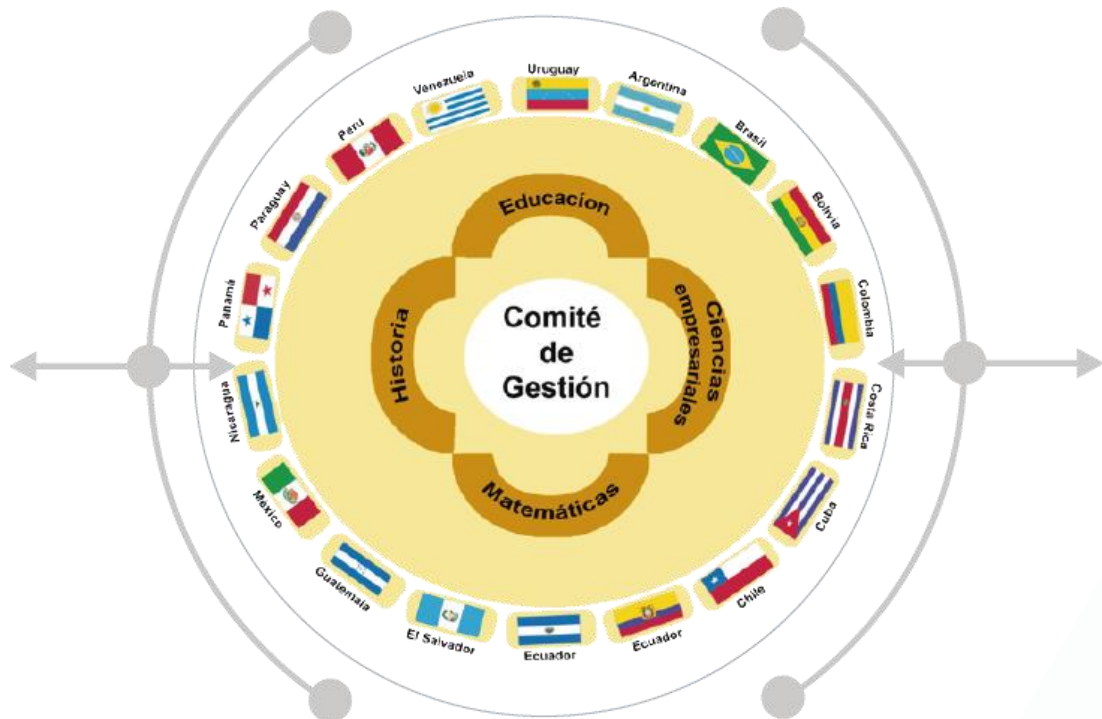 Uruguay
Argentina
Brasil
Bolivia
Colombia
Costa Rica
Cuba
Chile
Ecuador
Ecuador
El Salvador
Guatemala
México
Nicaragua
Panamá
Paraguay
Peru
Venezuela
Educacion
Ciencias
empresariales
Matemáticas
Historia
Comité
de
Gestión